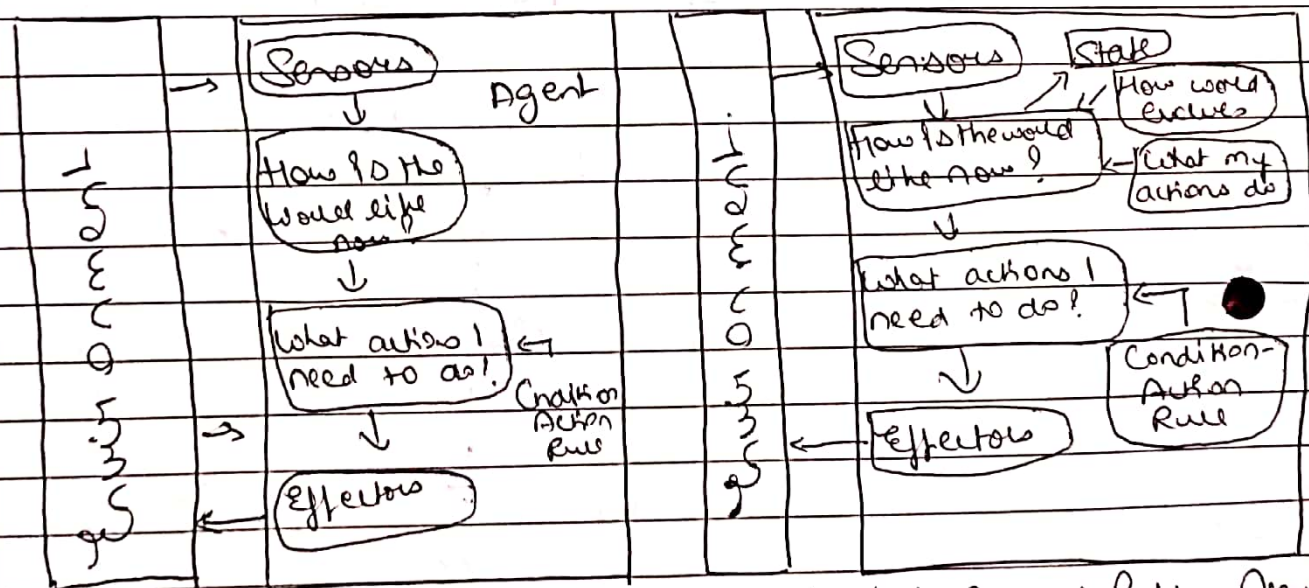 Sensors
Agent
How is the
world like
now?
What actions I
need to do?
Condition
Action
Rule
Effectors
Sensors
State
How world
evolves
How is the world
like now?
What my
actions do
What actions I
need to do?
Condition-
Action
Rule
Effectors